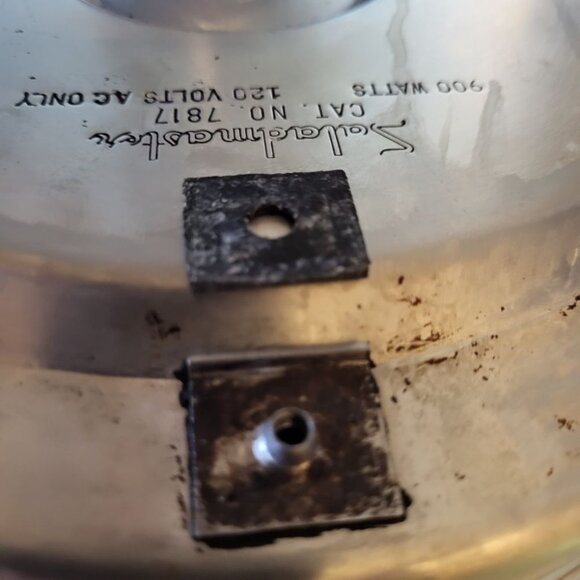 Saladmaster
CAT. NO. 7817
120 VOLTS AC ONLY
900 WATTS